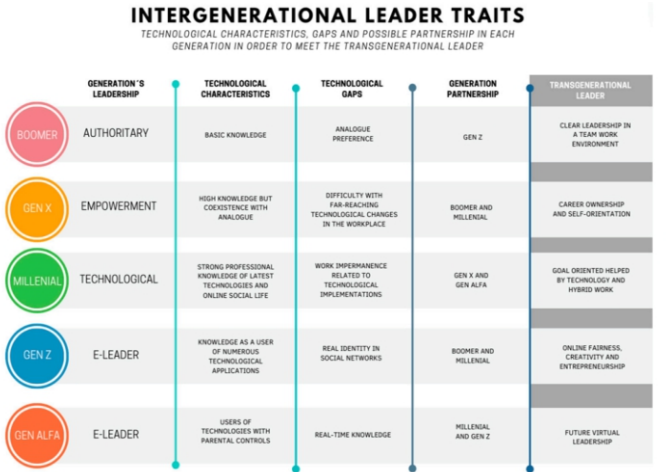 INTERGENERATIONAL LEADER TRAITS
TECHNOLOGICAL CHARACTERISTICS, GAPS AND POSSIBLE PARTNERSHIP IN EACH
GENERATION IN ORDER TO MEET THE TRANSGENERATIONAL LEADER
GENERATION´S
LEADERSHIP
TECHNOLOGICAL
CHARACTERISTICS
TECHNOLOGICAL
GAPS
GENERATION
PARTNERSHIP
TRANSGENERATIONAL
LEADER
BOOMER
AUTHORITARY
BASIC KNOWLEDGE
ANALOGUE
PREFERENCE
GEN Z
CLEAR LEADERSHIP IN
A TEAM WORK
ENVIRONMENT
GEN X
EMPOWERMENT
HIGH KNOWLEDGE BUT
COEXISTENCE WITH
ANALOGUE
DIFFICULTY WITH
FAR-REACHING
TECHNOLOGICAL CHANGES
IN THE WORKPLACE
BOOMER AND
MILLENIAL
CAREER OWNERSHIP
AND SELF-ORIENTATION
MILLENIAL
TECHNOLOGICAL
STRONG PROFESSIONAL
KNOWLEDGE OF LATEST
TECHNOLOGIES AND
ONLINE SOCIAL LIFE
WORK IMPERMANENCE
RELATED TO
TECHNOLOGICAL
IMPLEMENTATIONS
GEN X AND
GEN ALFA
GOAL ORIENTED HELPED
BY TECHNOLOGY AND
HYBRID WORK
GEN Z
E-LEADER
KNOWLEDGE AS A USER
OF NUMEROUS
TECHNOLOGICAL
APPLICATIONS
REAL IDENTITY IN
SOCIAL NETWORKS
BOOMER AND
MILLENIAL
ONLINE FAIRNESS,
CREATIVITY AND
ENTREPRENEURSHIP
GEN ALFA
E-LEADER
USERS OF
TECHNOLOGIES WITH
PARENTAL CONTROLS
REAL-TIME KNOWLEDGE
MILLENIAL
AND GEN Z
FUTURE VIRTUAL
LEADERSHIP